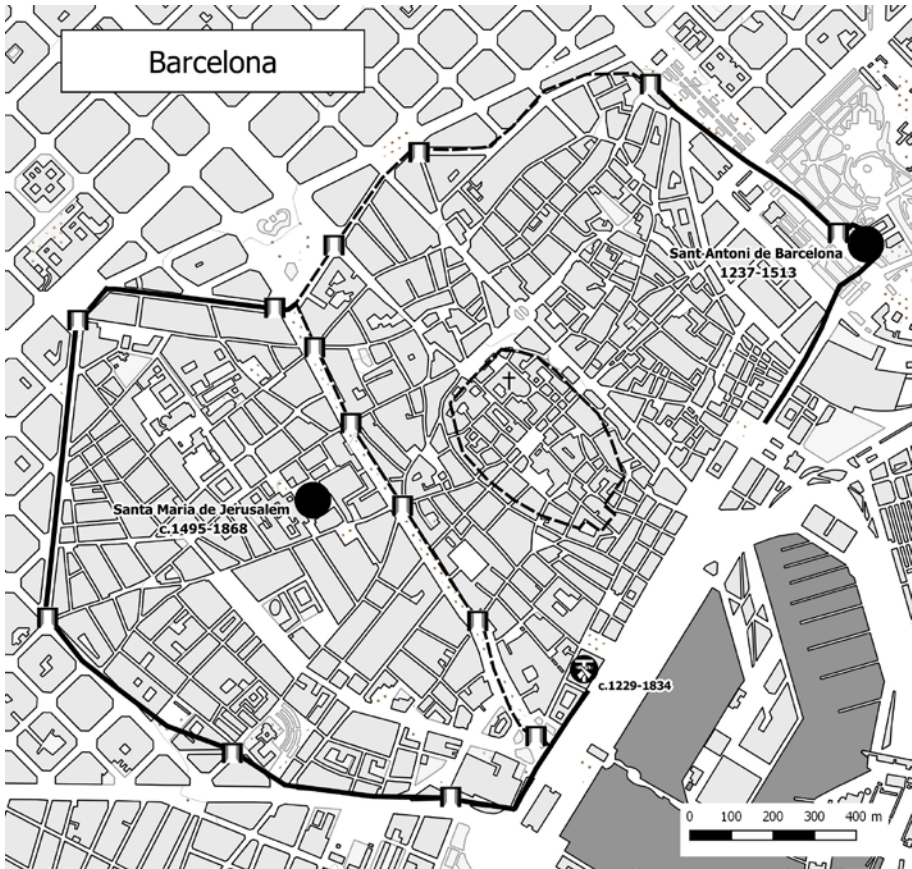 Barcelona
Sant Antoni de Barcelona
1237-1513
Santa Maria de Jerusalem
c.1495-1868
c.1229-1834
0 100 200 300 400 m